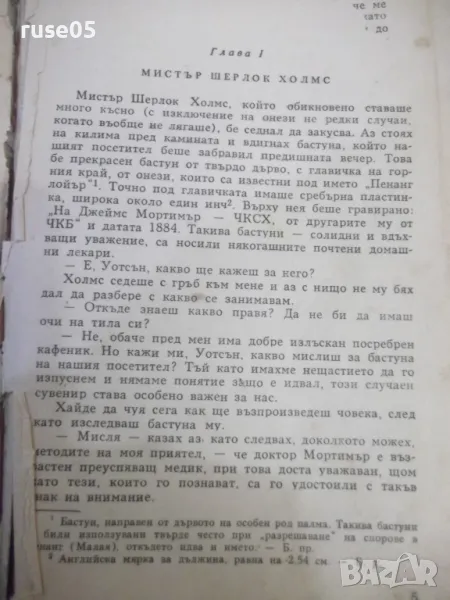 ruse05
че ме
като
до
Глава I
МИСТЪР ШЕРЛОК ХОЛМС
Мистър Шерлок Холмс, който обикновено ставаше
много късно (с изключение на онези не редки случаи,
когато въобще не лягаше), бе седнал да закусва. Аз стоях
на килима пред камината и вдигнах бастуна, който на-
шият посетител беше забравил предишната вечер. Това
бе прекрасен бастун от твърдо дърво, с главичка на гор-
ния край, от онези, които са известни под името „Пенанг
лойър"¹. Точно под главичката имаше сребърна пластин-
ка, широка около един инч². Върху нея беше гравирано:
„На Джеймс Мортимър — ЧКСХ, от другарите му от
ЧКБ" и датата 1884. Такива бастуни — солидни и вдъх-
ващи уважение, са носили някогашните почтени домаш-
ни лекари.
— Е, Уотсън, какво ще кажеш за него?
Холмс седеше с гръб към мене и аз с нищо не му бях
дал да разбере с какво се занимавам.
— Откъде знаеш какво правя? Да не би да имаш
очи на тила си?
— Не, обаче пред мен има добре излъскан посребрен
кафеник. Но кажи ми, Уотсън, какво мислиш за бастуна
на нашия посетител? Тъй като имахме нещастието да го
изпуснем и нямаме понятие защо е идвал, този случаен
сувенир става особено важен за нас.
Хайде да чуя сега как ще възпроизведеш човека, след
като изследваш бастуна му.
— Мисля — казах аз, като следвах, доколкото можех,
методите на моя приятел, — че доктор Мортимър е въз-
растен преуспяващ медик, при това доста уважаван, щом
като тези, които го познават, са го удостоили с такъв
нак на внимание.
¹ Бастун, направен от дървото на особен род палма. Такива бастуни
били използувани твърде често при „разрешаване" на спорове в
нанг (Малая), откъдето идва и името. — Б. пр.
² Английска мярка за дължина, равна на 2.54 см.
5
bazar.bg